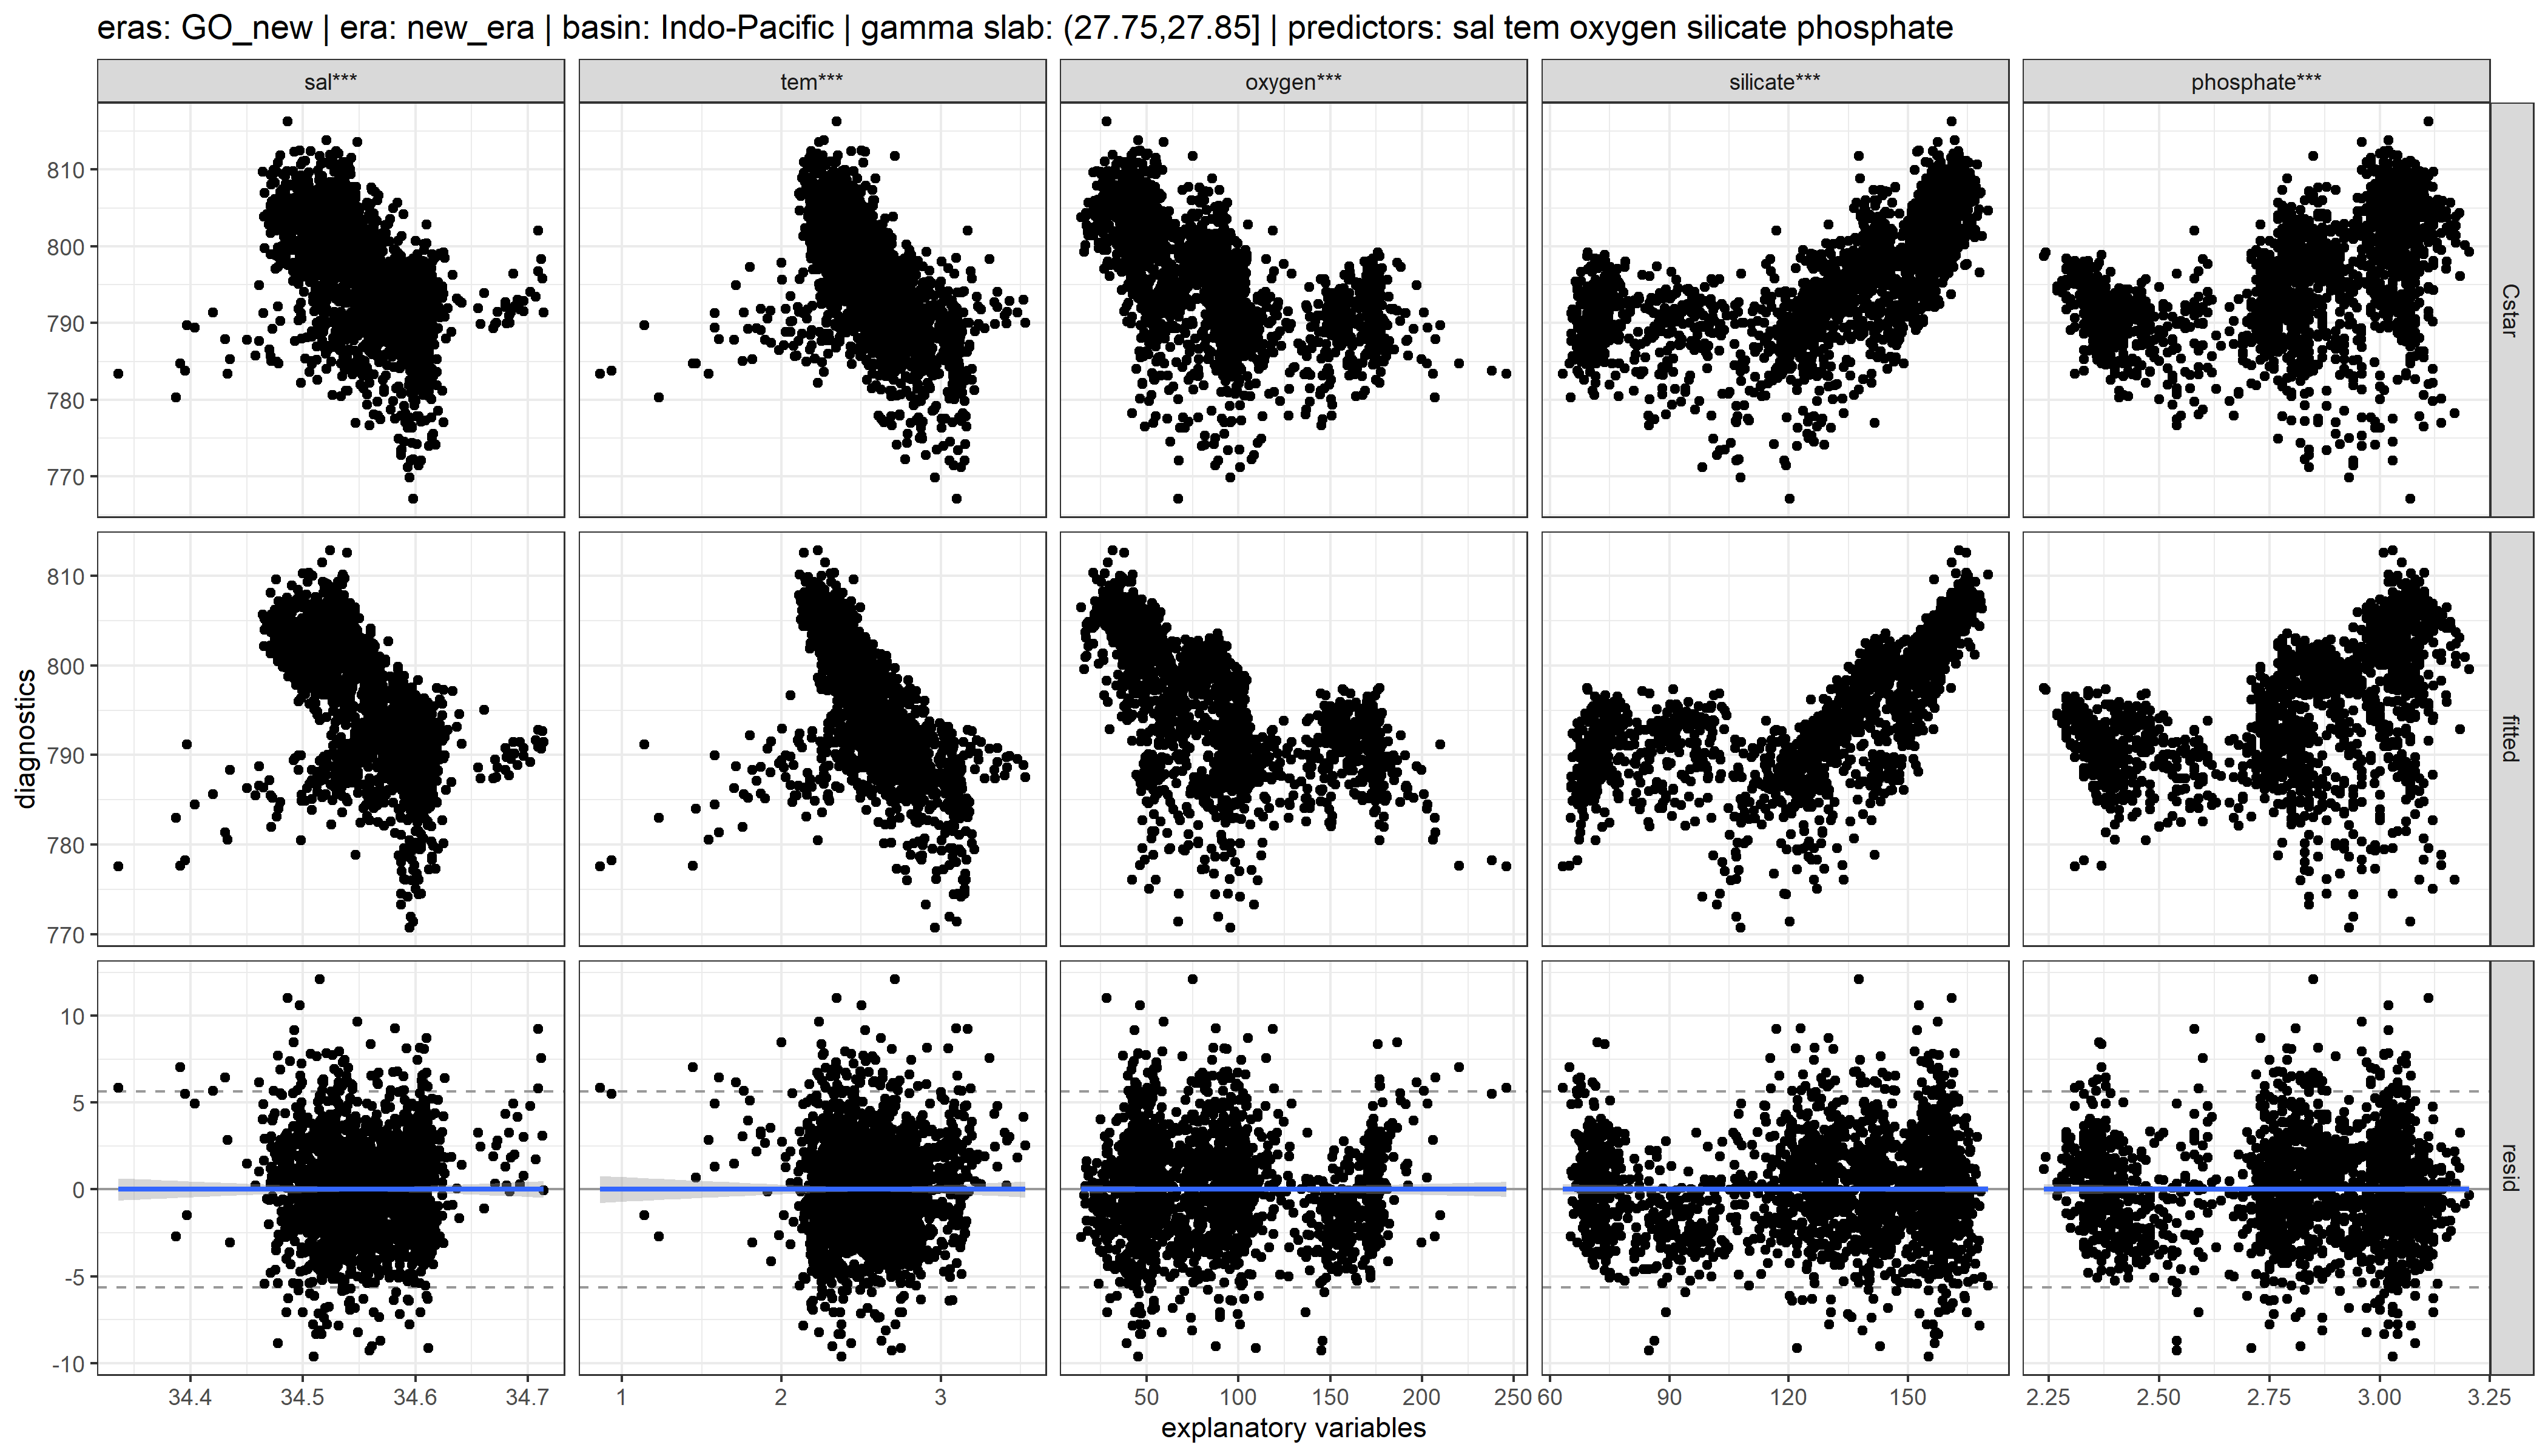 eras: GO_new | era: new_era | basin: Indo-Pacific | gamma slab: (27.75,27.85] | predictors: sal tem oxygen silicate phosphate
sal*** tem*** oxygen*** silicate*** phosphate***
810
800
790
780
770
Cstar
810
800
790
780
770
fitted
diagnostics
10
5
0
-5
-10
resid
34.4 34.5 34.6 34.7 1 2 3 50 100 150 200 250 60 90 120 150 2.25 2.50 2.75 3.00 3.25
explanatory variables